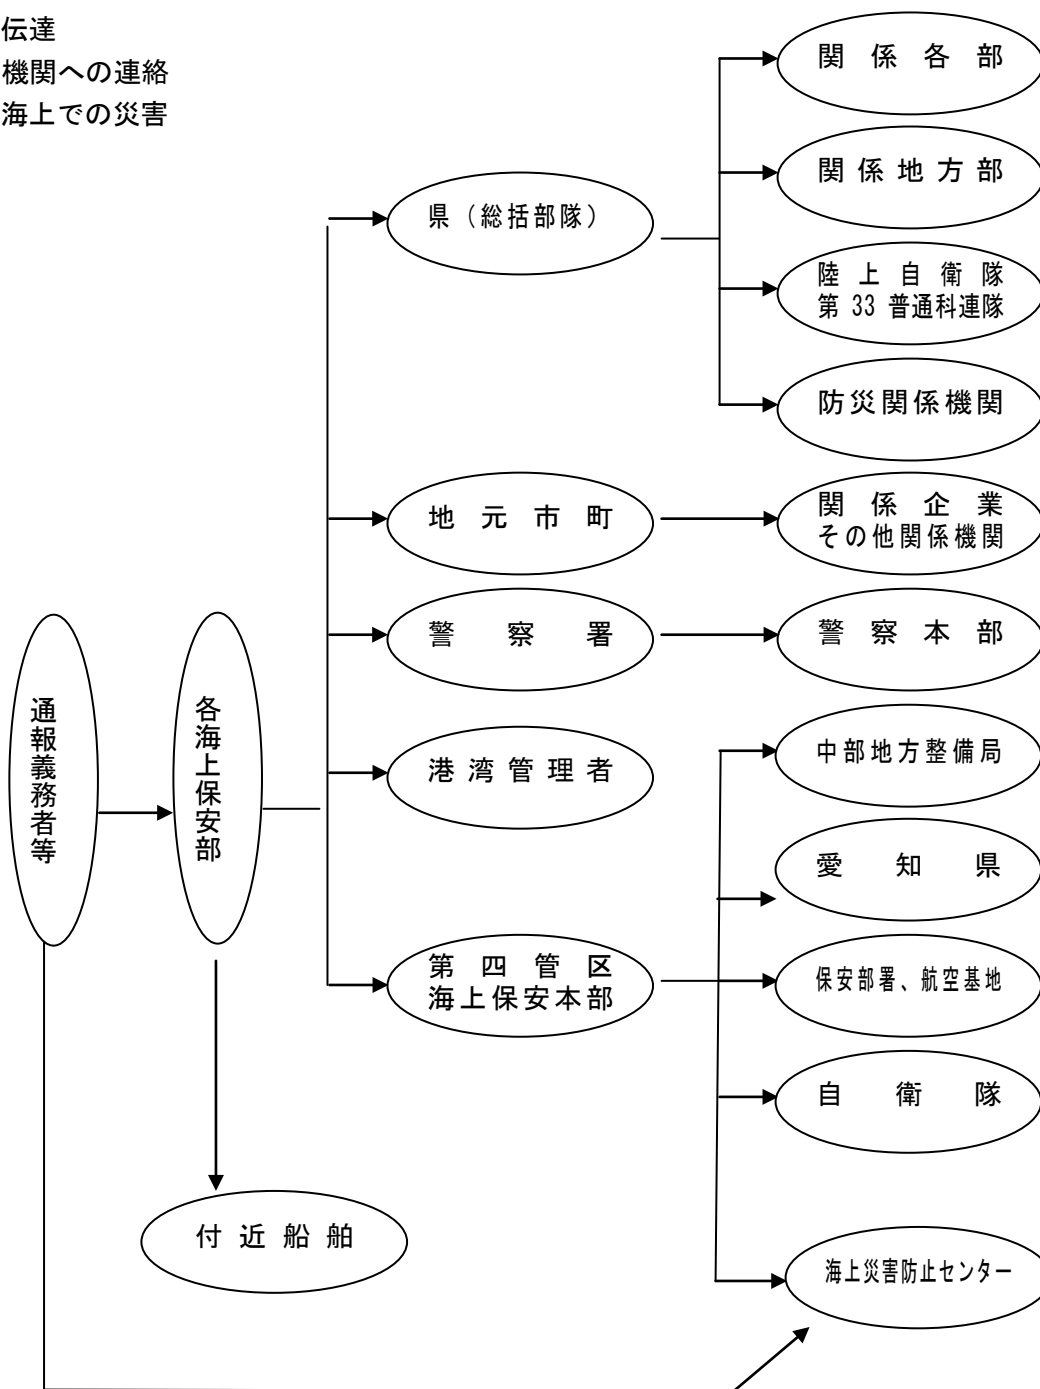 伝達
機関への連絡
海上での災害
関係各部
関係地方部
県（総括部隊）
陸上自衛隊
第 33 普通科連隊
防災関係機関
地元市町
関係企業
その他関係機関
警察署
警察本部
通報義務者等
各海上保安部
港湾管理者
中部地方整備局
愛知県
第四管区
海上保安本部
保安部署、航空基地
自衛隊
付近船舶
海上災害防止センター